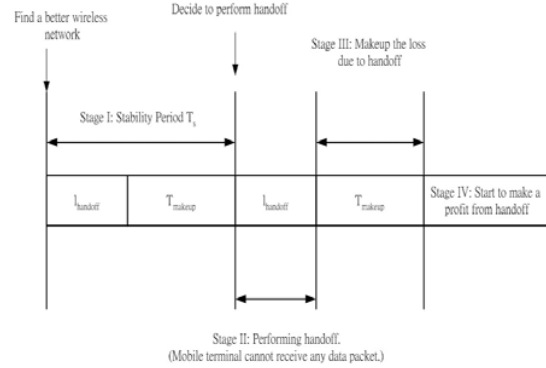 Find a better wireless
network
Decide to perform handoff
Stage III: Makeup the loss
due to handoff
Stage I: Stability Period Ts
lhandoff
Tmakeup
lhandoff
Tmakeup
Stage IV: Start to make a
profit from handoff
Stage II: Performing handoff.
(Mobile terminal cannot receive any data packet.)